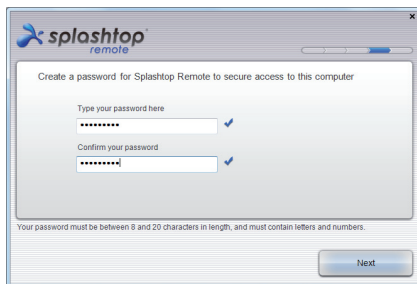 splashtop
remote
Create a password for Splashtop Remote to secure access to this computer
Type your password here
•••••••••
Confirm your password
•••••••••
Your password must be between 8 and 20 characters in length, and must contain letters and numbers.
Next